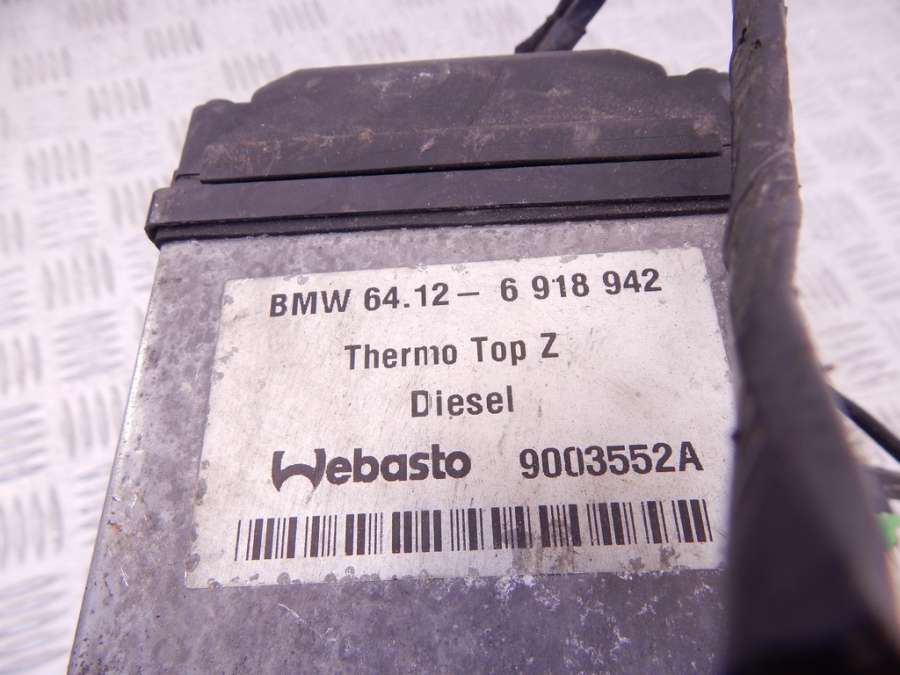 BMW 64.12 - 6 918 942
Thermo Top Z
Diesel
Webasto 9003552A